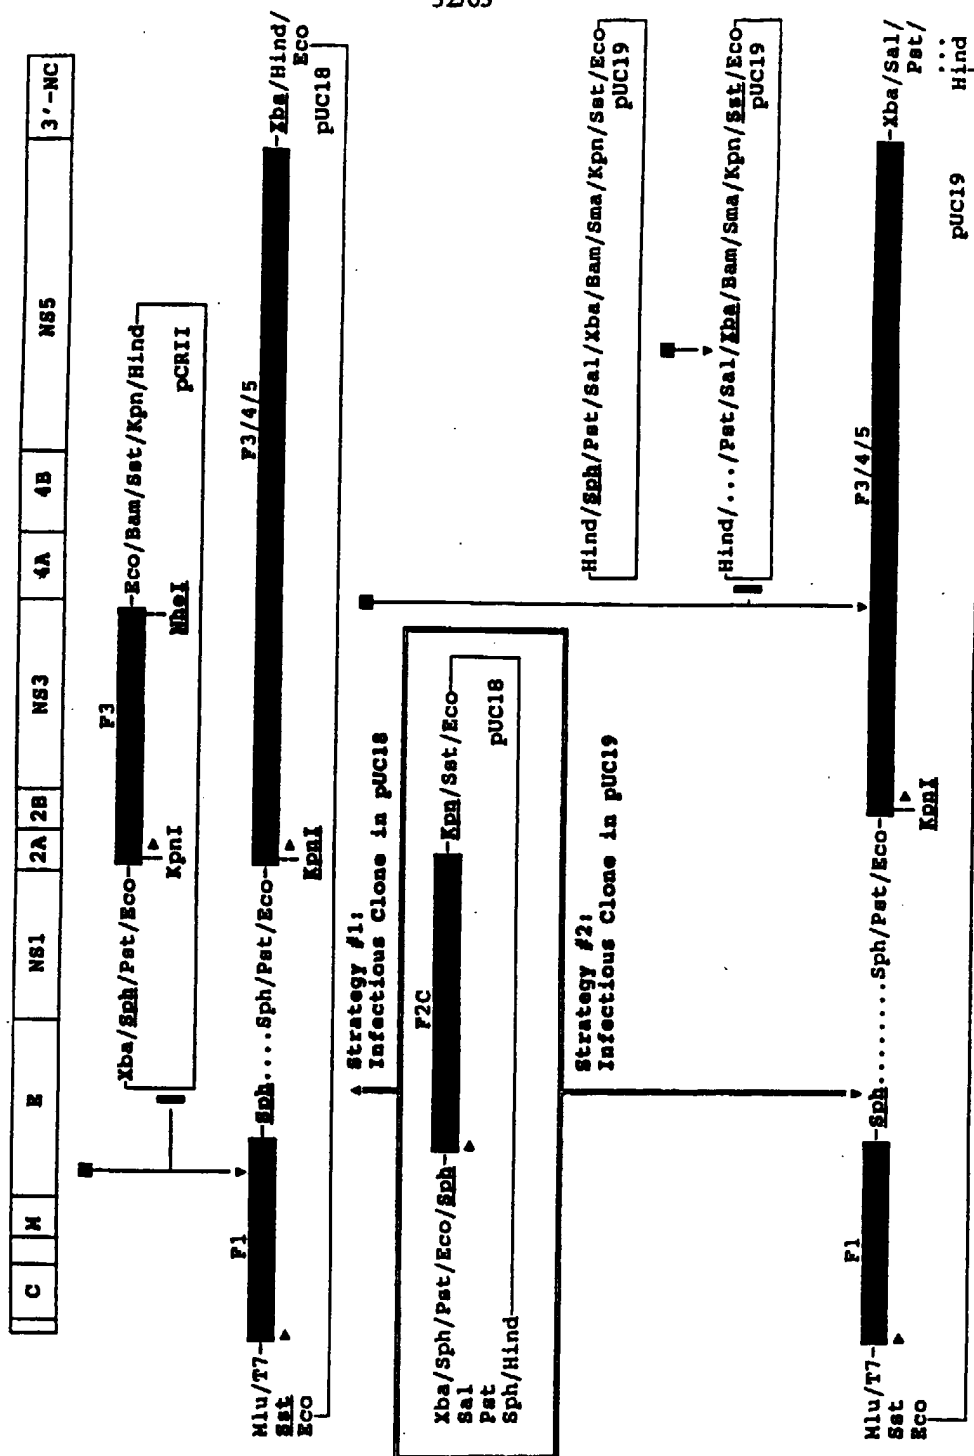 C
M
E
NS1
2A
2B
NS3
4A
4B
NS5
3'-NC
F3
-Xba/Sph/Pst/Eco-
-Eco/Bam/Sst/Kpn/Hind-
KpnI
NheI
pCRII
F1
F3/4/5
Mlu/T7-
Sst
Eco
-Sph....Sph/Pst/Eco-
-Xba/Hind/
Eco
KpnI
pUC18
Strategy #1:
Infectious Clone in pUC18
F2C
Xba/Sph/Pst/Eco/Sph-
Sal
Pst
Sph/Hind-
-Kpn/Sst/Eco
pUC18
Strategy #2:
Infectious Clone in pUC19
-Hind/Sph/Pst/Sal/Xba/Bam/Sma/Kpn/Sst/Eco-
pUC19
Hind/.../Pst/Sal/Xba/Bam/Sma/Kpn/Sst/Eco-
pUC19
F1
F3/4/5
Mlu/T7-
Sst
Eco
-Sph........Sph/Pst/Eco-
-Xba/Sal/
Pst/
...
Hind
KpnI
pUC19